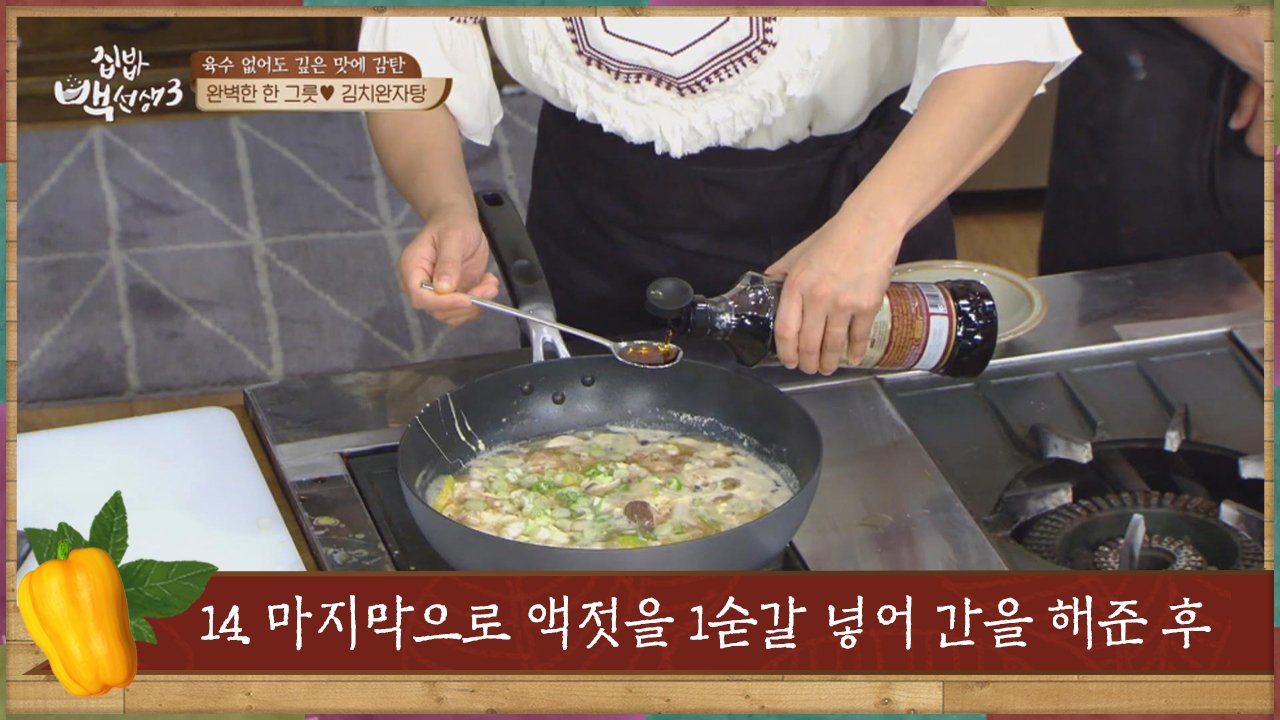 집밥
백선생3
육수 없어도 깊은 맛에 감탄
완벽한 한 그릇♥ 김치완자탕
14. 마지막으로 액젓을 1숟갈 넣어 간을 해준 후